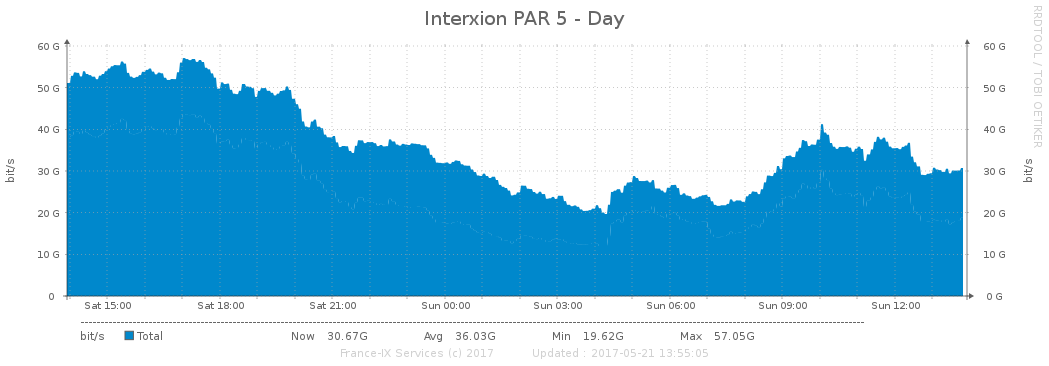 Interxion PAR 5 - Day
RRDTOOL / TOBI OETIKER
60 G 60 G
50 G 50 G
40 G 40 G
30 G 30 G
20 G 20 G
10 G 10 G
0 0 G
bit/s bit/s
Sat 15:00 Sat 18:00 Sat 21:00 Sun 00:00 Sun 03:00 Sun 06:00 Sun 09:00 Sun 12:00
bit/s Total Now 30.67G Avg 36.03G Min 19.62G Max 57.05G
France-IX Services (c) 2017 Updated : 2017-05-21 13:55:05